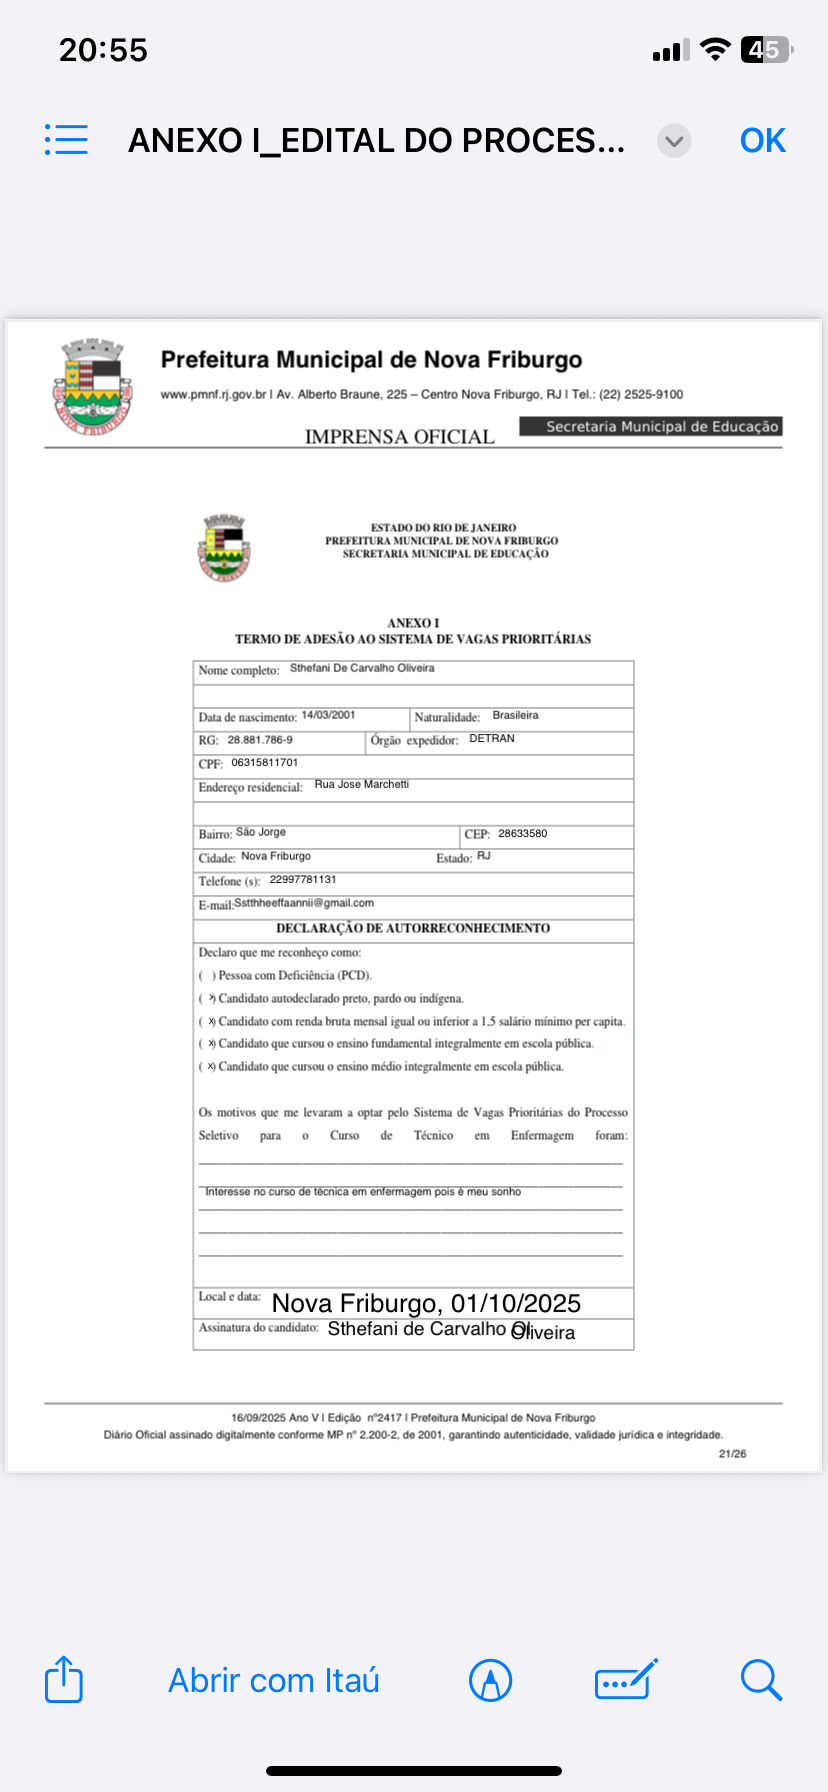 20:55
45
ANEXO I_EDITAL DO PROCES...
OK
Prefeitura Municipal de Nova Friburgo
www.pmnf.rj.gov.br | Av. Alberto Braune, 225 – Centro Nova Friburgo, RJ | Tel.: (22) 2525-9100
IMPRENSA OFICIAL
Secretaria Municipal de Educação
NOVA FRIBURGO
ESTADO DO RIO DE JANEIRO
PREFEITURA MUNICIPAL DE NOVA FRIBURGO
SECRETARIA MUNICIPAL DE EDUCAÇÃO
NOVA FRIBURGO
ANEXO I
TERMO DE ADESÃO AO SISTEMA DE VAGAS PRIORITÁRIAS
Nome completo: Sthefani De Carvalho Oliveira
Data de nascimento: 14/03/2001 Naturalidade: Brasileira
RG: 28.881.786-9 Órgão expedidor: DETRAN
CPF: 06315811701
Endereço residencial: Rua Jose Marchetti
Bairro: São Jorge CEP: 28633580
Cidade: Nova Friburgo Estado: RJ
Telefone (s): 22997781131
E-mail:Sstthheeffaannii@gmail.com
DECLARAÇÃO DE AUTORRECONHECIMENTO
Declaro que me reconheço como:
( ) Pessoa com Deficiência (PCD).
( x) Candidato autodeclarado preto, pardo ou indígena.
( x) Candidato com renda bruta mensal igual ou inferior a 1,5 salário mínimo per capita.
( x) Candidato que cursou o ensino fundamental integralmente em escola pública.
( x) Candidato que cursou o ensino médio integralmente em escola pública.
Os motivos que me levaram a optar pelo Sistema de Vagas Prioritárias do Processo
Seletivo para o Curso de Técnico em Enfermagem foram:
Interesse no curso de técnica em enfermagem pois é meu sonho
Local e data: Nova Friburgo, 01/10/2025
Assinatura do candidato: Sthefani de Carvalho Ol Oliveira
16/09/2025 Ano V | Edição nº2417 | Prefeitura Municipal de Nova Friburgo
Diário Oficial assinado digitalmente conforme MP nº 2.200-2, de 2001, garantindo autenticidade, validade jurídica e integridade.
21/26
Abrir com Itaú